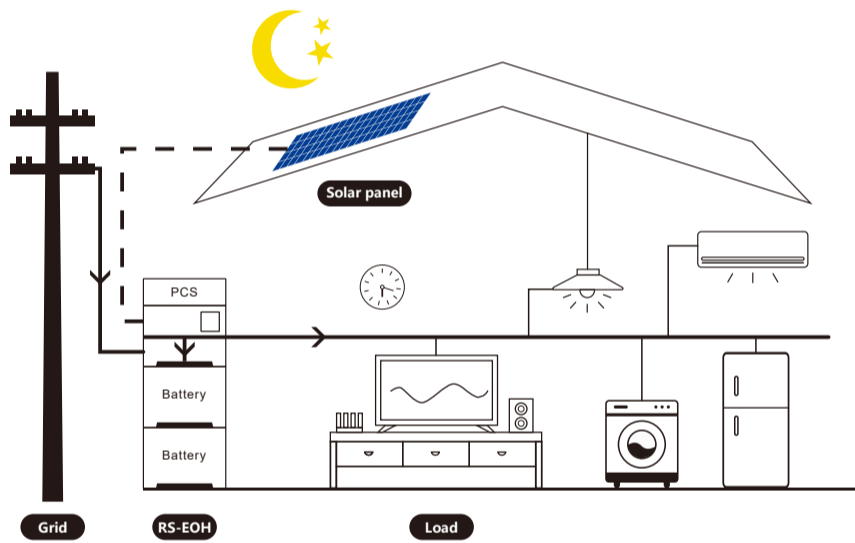 Solar panel
PCS
Battery
Battery
Grid
RS-EOH
Load